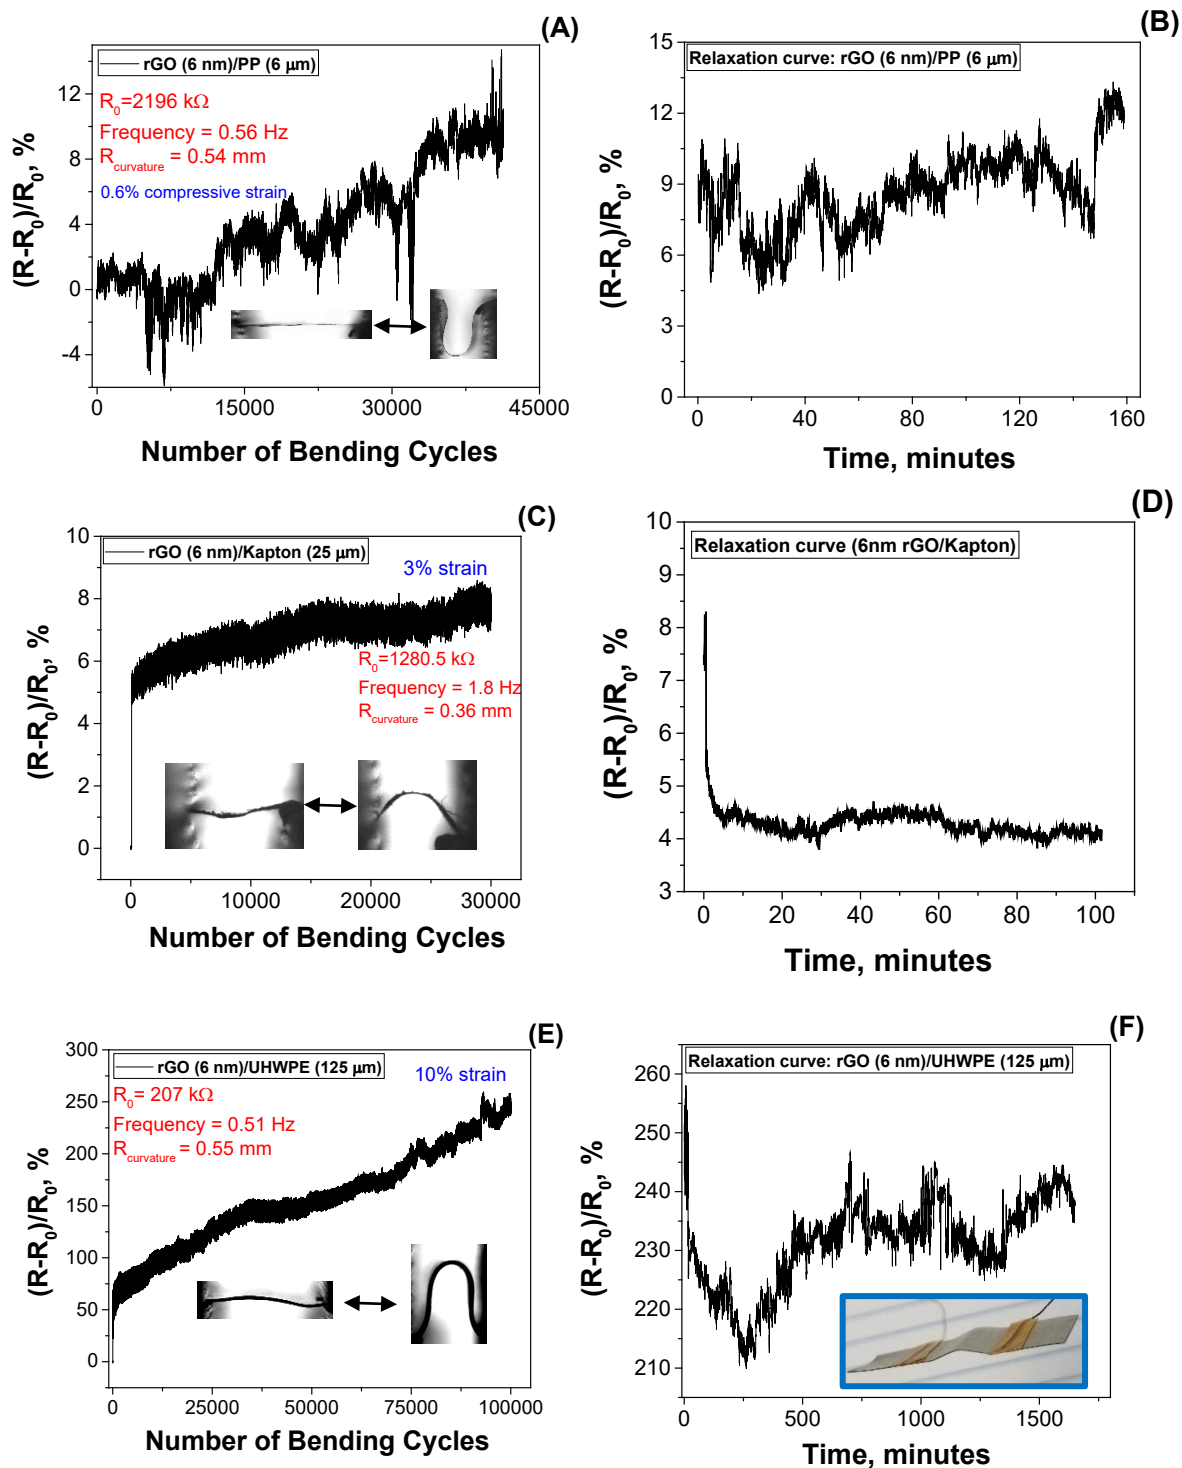 (A)
rGO (6 nm)/PP (6 μm)
R0=2196 kΩ
Frequency = 0.56 Hz
Rcurvature = 0.54 mm
0.6% compressive strain
(R-R0)/R0, %
12
8
4
0
-4
0 15000 30000 45000
Number of Bending Cycles
(B)
Relaxation curve: rGO (6 nm)/PP (6 μm)
(R-R0)/R0, %
15
12
9
6
3
0
0 40 80 120 160
Time, minutes
(C)
rGO (6 nm)/Kapton (25 μm)
3% strain
R0=1280.5 kΩ
Frequency = 1.8 Hz
Rcurvature = 0.36 mm
(R-R0)/R0, %
10
8
6
4
2
0
0 10000 20000 30000
Number of Bending Cycles
(D)
Relaxation curve (6nm rGO/Kapton)
(R-R0)/R0, %
10
9
8
7
6
5
4
3
0 20 40 60 80 100
Time, minutes
(E)
rGO (6 nm)/UHWPE (125 μm)
10% strain
R0= 207 kΩ
Frequency = 0.51 Hz
Rcurvature = 0.55 mm
(R-R0)/R0, %
300
250
200
150
100
50
0
0 25000 50000 75000 100000
Number of Bending Cycles
(F)
Relaxation curve: rGO (6 nm)/UHWPE (125 μm)
(R-R0)/R0, %
260
250
240
230
220
210
0 500 1000 1500
Time, minutes